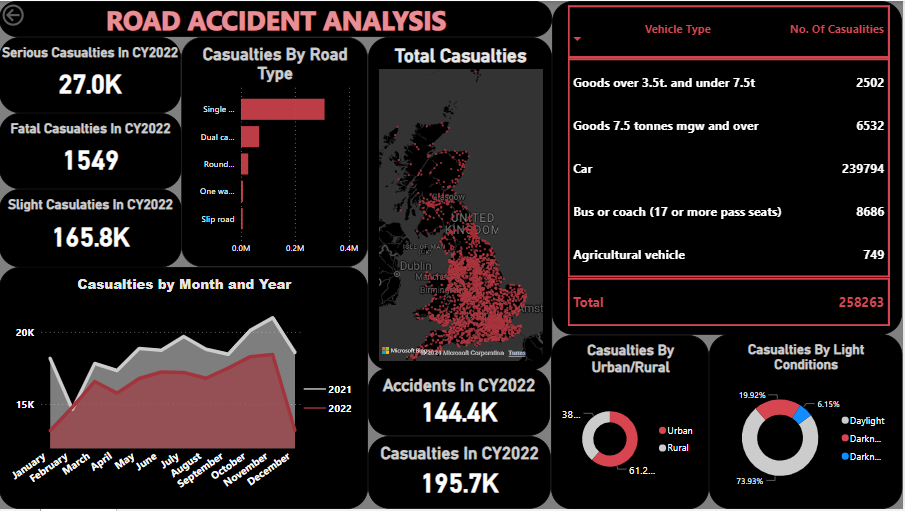 ROAD ACCIDENT ANALYSIS
Serious Casualties In CY2022
27.0K
Fatal Casualties In CY2022
1549
Slight Casulaties In CY2022
165.8K
Casualties By Road
Type
Single ...
Dual ca...
Round...
One wa...
Slip road
0.0M 0.2M 0.4M
Total Casualties
Glasgow
UNITED
KINGDOM
ISLE OF MAN
Dublin
Manch
Birming
Amst
Microsoft
© 2024 Microsoft Corporation Terms
Vehicle Type No. Of Casualities
Goods over 3.5t. and under 7.5t 2502
Goods 7.5 tonnes mgw and over 6532
Car 239794
Bus or coach (17 or more pass seats) 8686
Agricultural vehicle 749
Total 258263
Casualties by Month and Year
20K
15K
2021
2022
January
February
March
April
May
June
July
August
September
October
November
December
Accidents In CY2022
144.4K
Casualties In CY2022
195.7K
Casualties By
Urban/Rural
38...
61.2...
Urban
Rural
Casualties By Light
Conditions
19.92%
6.15%
73.93%
Daylight
Darkn...
Darkn...